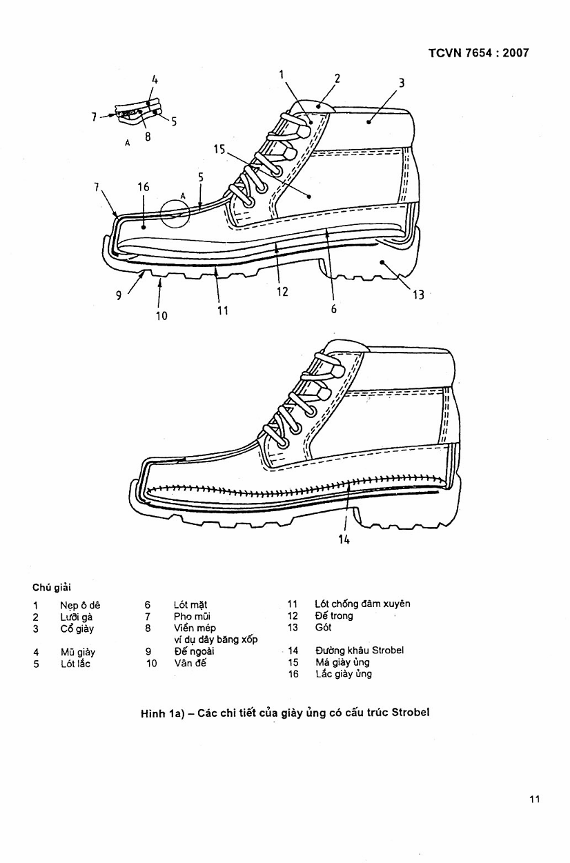 TCVN 7654 : 2007
1
2
3
4
7
5
8
A
15
7
16
A
5
9
10
11
12
6
13
14
Chú giải
1 Nẹp ô dê 6 Lót mặt 11 Lót chống đâm xuyên
2 Lưỡi gà 7 Pho mũi 12 Đế trong
3 Cổ giày 8 Viền mép 13 Gót
ví dụ dây băng xốp
4 Mũ giày 9 Đế ngoài 14 Đường khâu Strobel
5 Lót lắc 10 Vân đế 15 Má giày ủng
16 Lắc giày ủng
Hình 1a) – Các chi tiết của giày ủng có cấu trúc Strobel
11